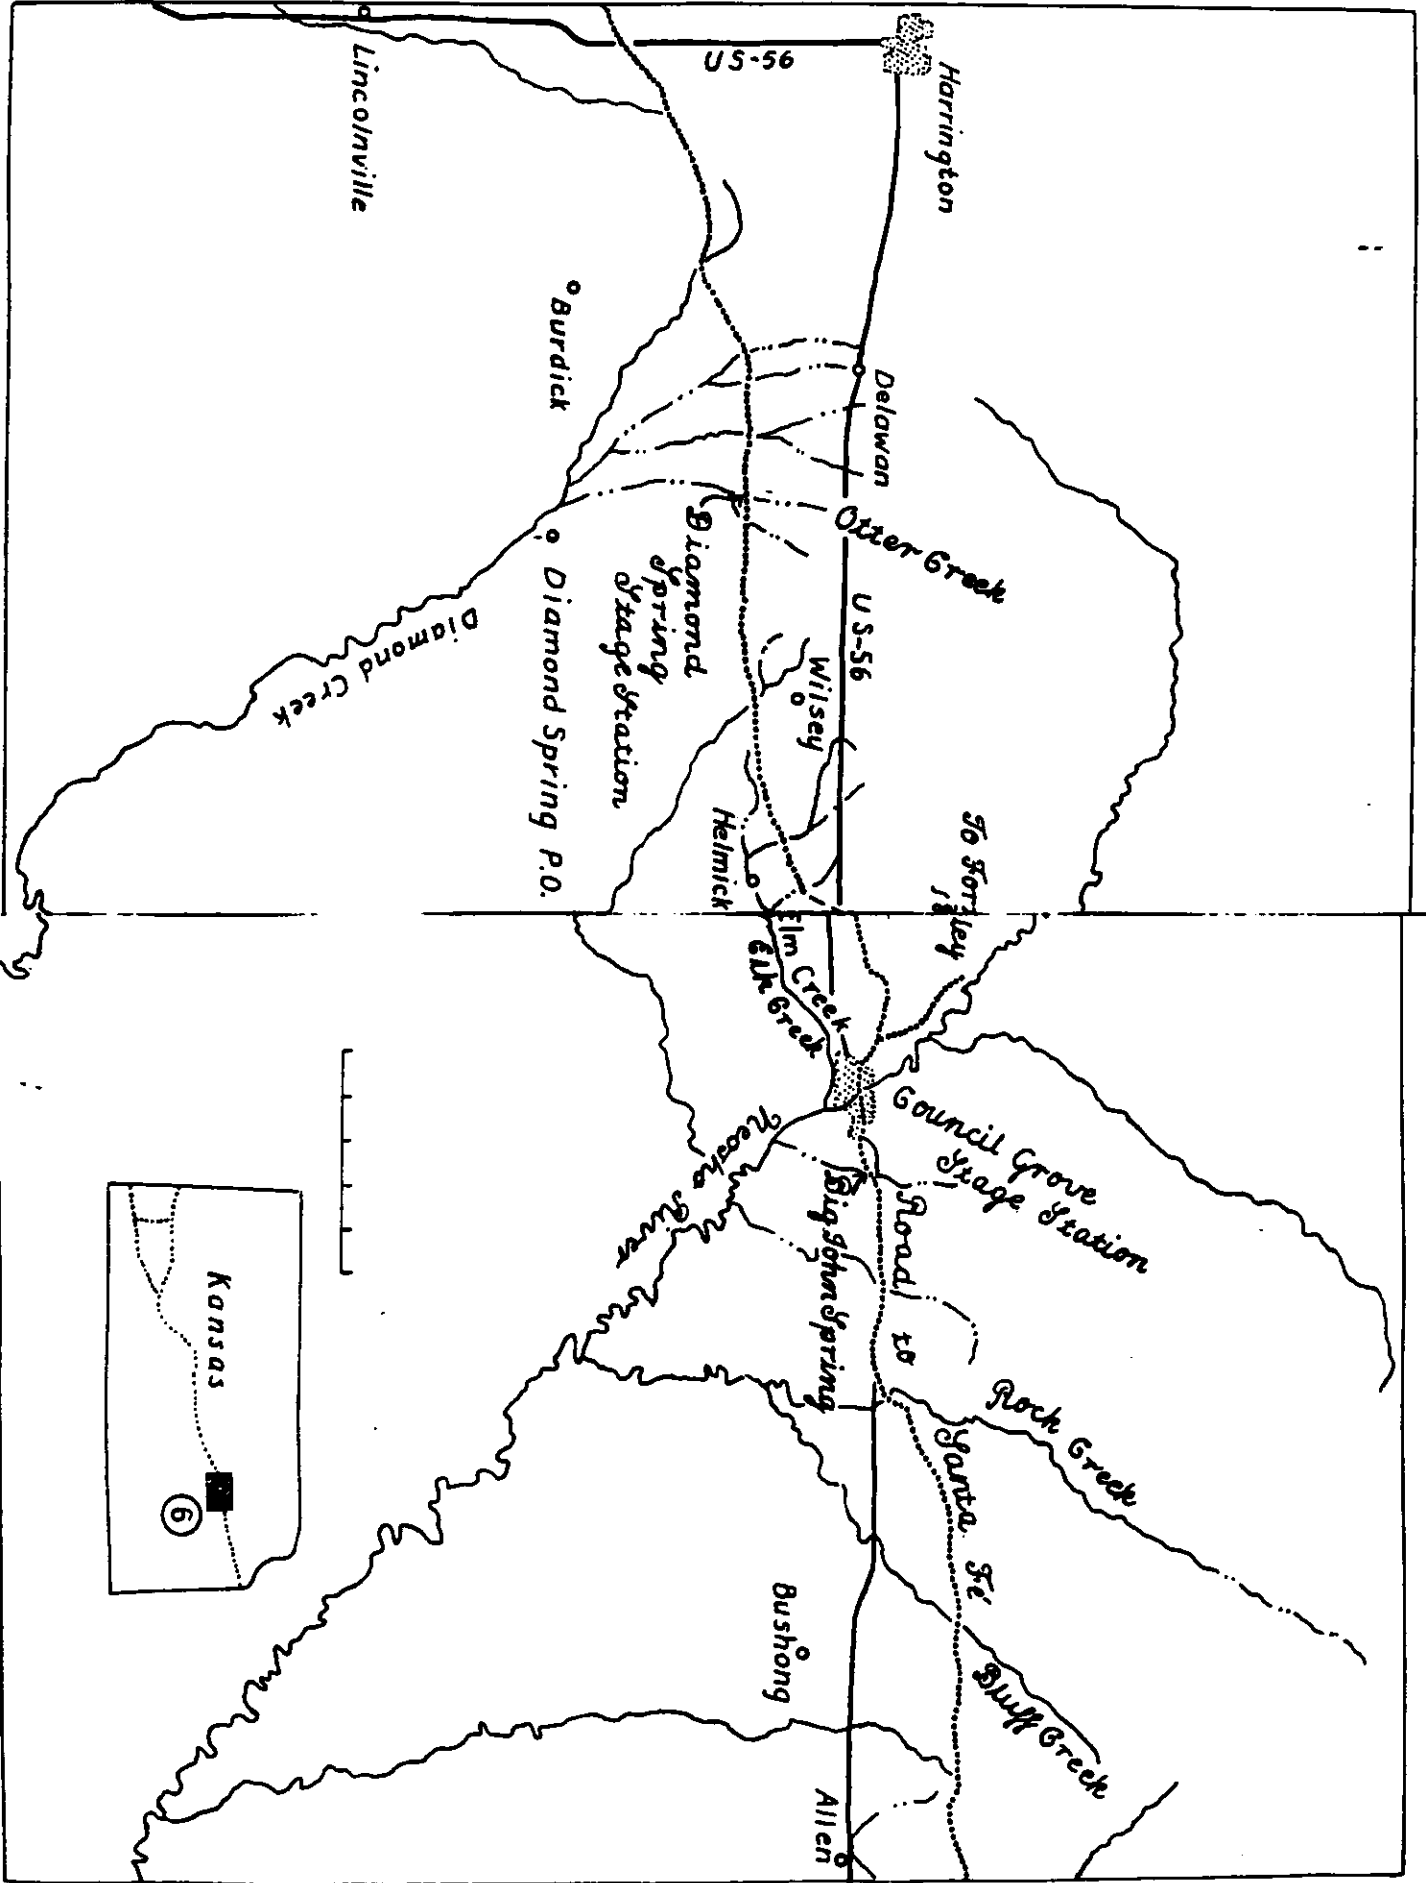 Harrington
US-56
Lincolnville
Delawan
Burdick
Otter Creek
US-56
Diamond
Spring
Stage Station
Diamond Spring P.O.
Diamond Creek
Wilsey
Helmick
To
Elm Creek
Elk Creek
Council Grove
Stage Station
Neosho River
Big John Spring
Road to Santa Fé
Rock Creek
Bluff Creek
Bushong
Allen
Kansas
6